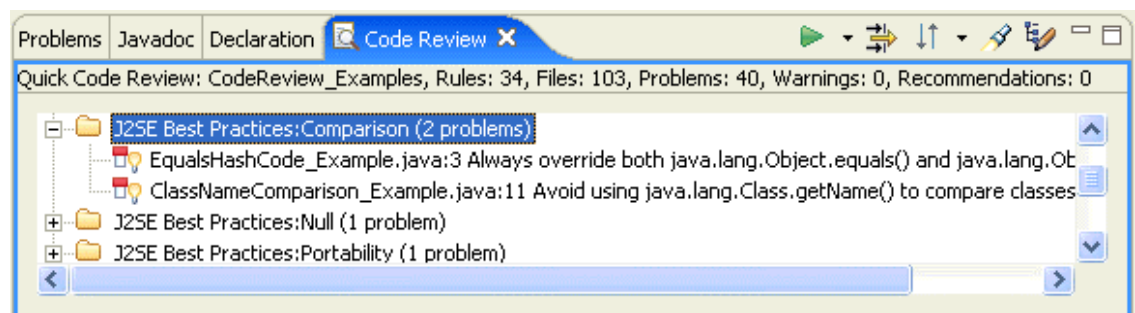 Problems Javadoc Declaration Code Review
Quick Code Review: CodeReview_Examples, Rules: 34, Files: 103, Problems: 40, Warnings: 0, Recommendations: 0
J2SE Best Practices:Comparison (2 problems)
EqualsHashCode_Example.java:3 Always override both java.lang.Object.equals() and java.lang.Ob
ClassNameComparison_Example.java:11 Avoid using java.lang.Class.getName() to compare classes
J2SE Best Practices:Null (1 problem)
J2SE Best Practices:Portability (1 problem)